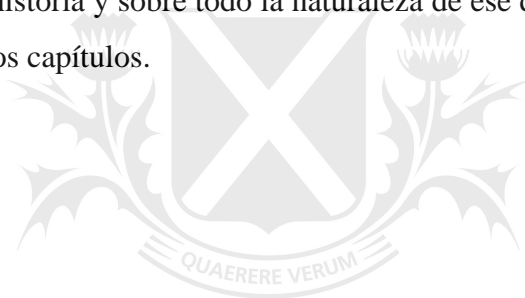 historia y sobre todo la naturaleza de ese
os capítulos.
QUAERERE VERUM